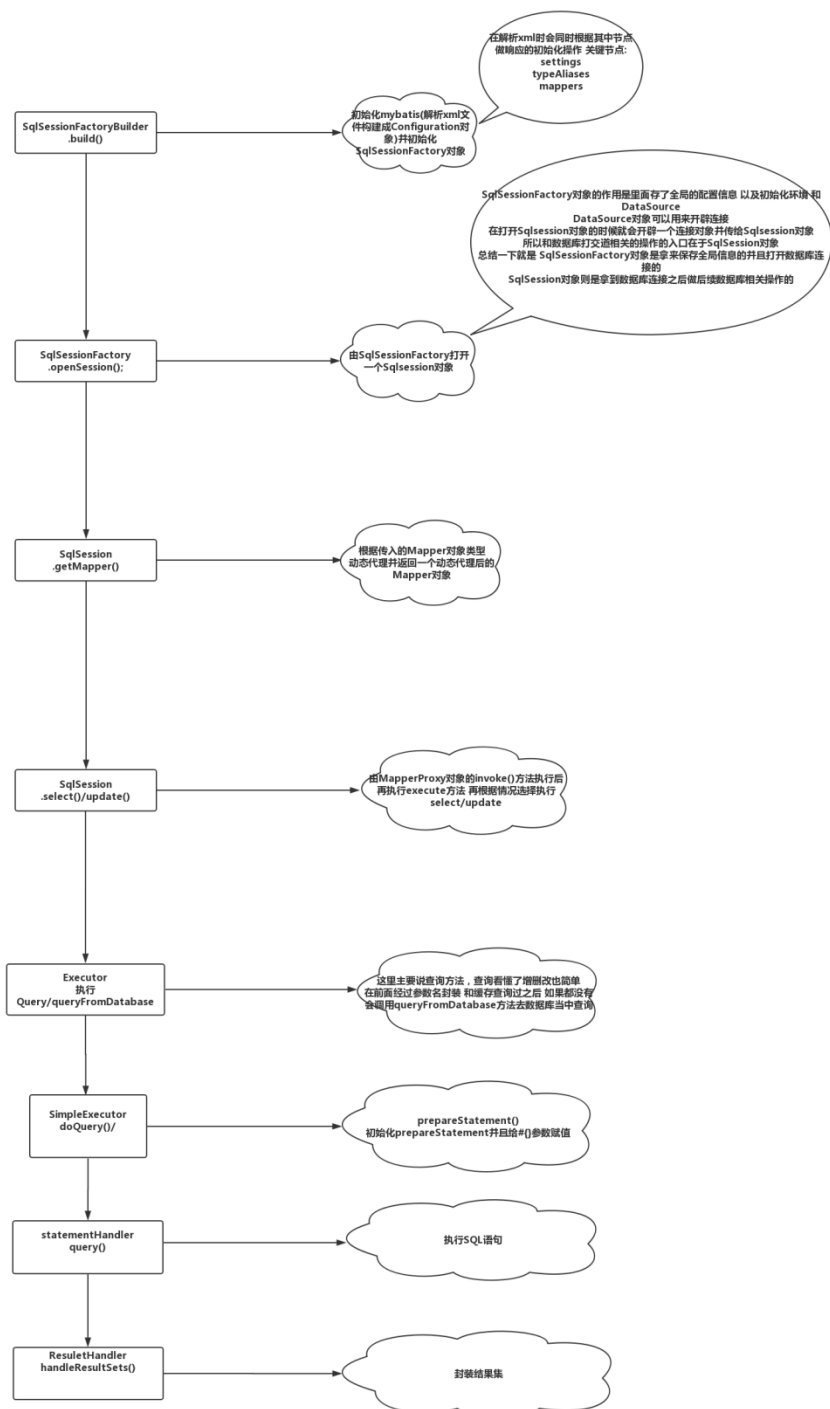 在解析xml时会同时根据其中节点
做响应的初始化操作 关键节点:
settings
typeAliases
mappers
SqlSessionFactoryBuilder
.build()
初始化mybatis(解析xml文
件构建成Configuration对
象)并初始化
SqlSessionFactory对象
SqlSessionFactory对象的作用是里面存了全局的配置信息 以及初始化环境 和
DataSource
DataSource对象可以用来开辟连接
在打开Sqlsession对象的时候就会开辟一个连接对象并传给Sqlsession对象
所以和数据库打交道相关的操作的入口在于SqlSession对象
总结一下就是 SqlSessionFactory对象是拿来保存全局信息的并且打开数据库连
接的
SqlSession对象则是拿到数据库连接之后做后续数据库相关操作的
SqlSessionFactory
.openSession();
由SqlSessionFactory打开
一个Sqlsession对象
SqlSession
.getMapper()
根据传入的Mapper对象类型
动态代理并返回一个动态代理后的
Mapper对象
SqlSession
.select()/update()
由MapperProxy对象的invoke()方法执行后
再执行execute方法 再根据情况选择执行
select/update
Executor
执行
Query/queryFromDatabase
这里主要说查询方法，查询看懂了增删改也简单
在前面经过参数名封装 和缓存查询过之后 如果都没有
会调用queryFromDatabase方法去数据库当中查询
SimpleExecutor
doQuery()/
prepareStatement()
初始化prepareStatement并且给#{}参数赋值
statementHandler
query()
执行SQL语句
ResuletHandler
handleResultSets()
封装结果集